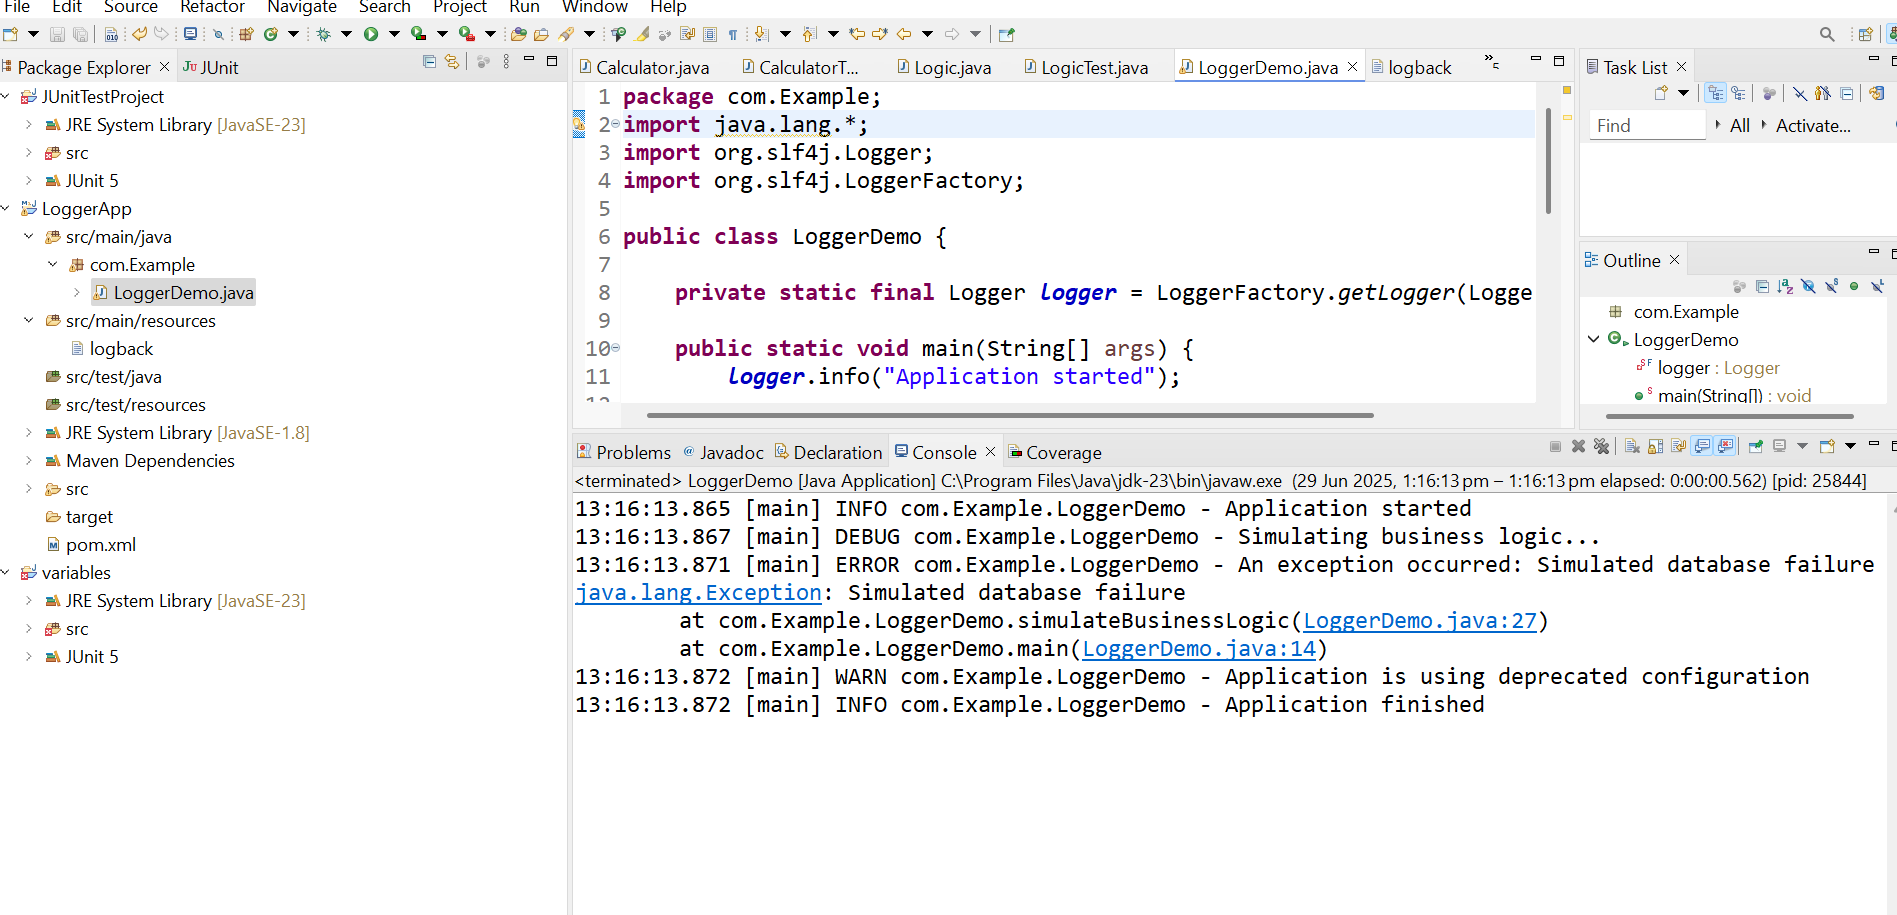 File Edit Source Refactor Navigate Search Project Run Window Help
Package Explorer JUnit
JUnitTestProject
JRE System Library [JavaSE-23]
src
JUnit 5
LoggerApp
src/main/java
com.Example
LoggerDemo.java
src/main/resources
logback
src/test/java
src/test/resources
JRE System Library [JavaSE-1.8]
Maven Dependencies
src
target
pom.xml
variables
JRE System Library [JavaSE-23]
src
JUnit 5
Calculator.java CalculatorT... Logic.java LogicTest.java LoggerDemo.java logback »5
1 package com.Example;
2 import java.lang.*;
3 import org.slf4j.Logger;
4 import org.slf4j.LoggerFactory;
5
6 public class LoggerDemo {
7
8 private static final Logger logger = LoggerFactory.getLogger(Logge
9
10 public static void main(String[] args) {
11 logger.info("Application started");
12
Task List
Find All Activate...
Outline
com.Example
LoggerDemo
logger : Logger
main(String[]) : void
Problems Javadoc Declaration Console Coverage
<terminated> LoggerDemo [Java Application] C:\Program Files\Java\jdk-23\bin\javaw.exe (29 Jun 2025, 1:16:13 pm – 1:16:13 pm elapsed: 0:00:00.562) [pid: 25844]
13:16:13.865 [main] INFO com.Example.LoggerDemo - Application started
13:16:13.867 [main] DEBUG com.Example.LoggerDemo - Simulating business logic...
13:16:13.871 [main] ERROR com.Example.LoggerDemo - An exception occurred: Simulated database failure
java.lang.Exception: Simulated database failure
at com.Example.LoggerDemo.simulateBusinessLogic(LoggerDemo.java:27)
at com.Example.LoggerDemo.main(LoggerDemo.java:14)
13:16:13.872 [main] WARN com.Example.LoggerDemo - Application is using deprecated configuration
13:16:13.872 [main] INFO com.Example.LoggerDemo - Application finished